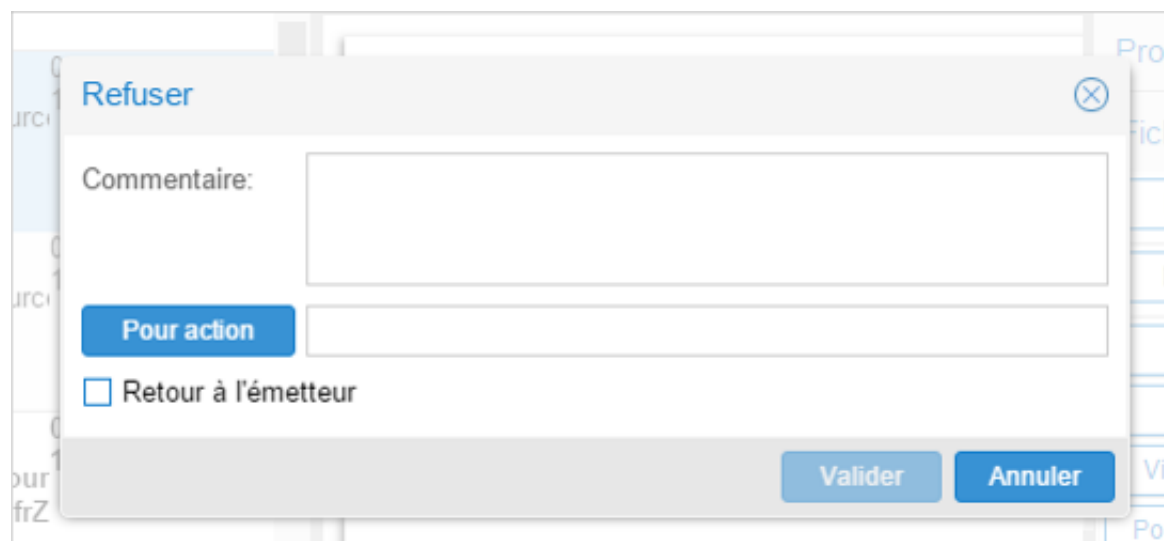 Refuser
Commentaire:
Pour action
Retour à l'émetteur
Valider
Annuler